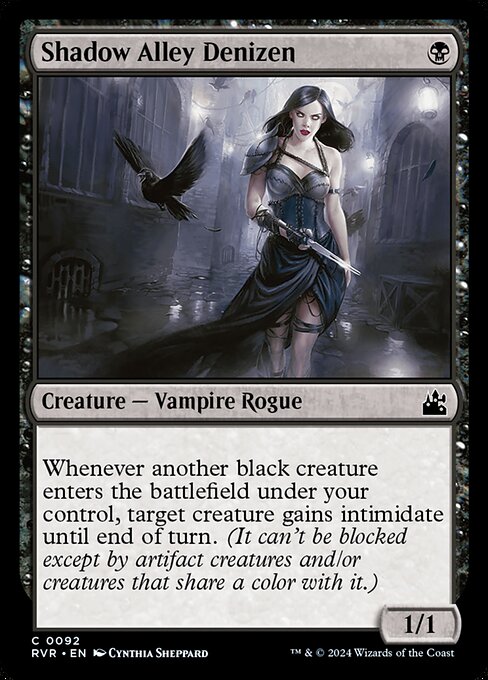 Shadow Alley Denizen
Creature — Vampire Rogue
Whenever another black creature
enters the battlefield under your
control, target creature gains intimidate
until end of turn. (It can't be blocked
except by artifact creatures and/or
creatures that share a color with it.)
1/1
C 0092
RVR • EN Cynthia Sheppard
™ & © 2024 Wizards of the Coast